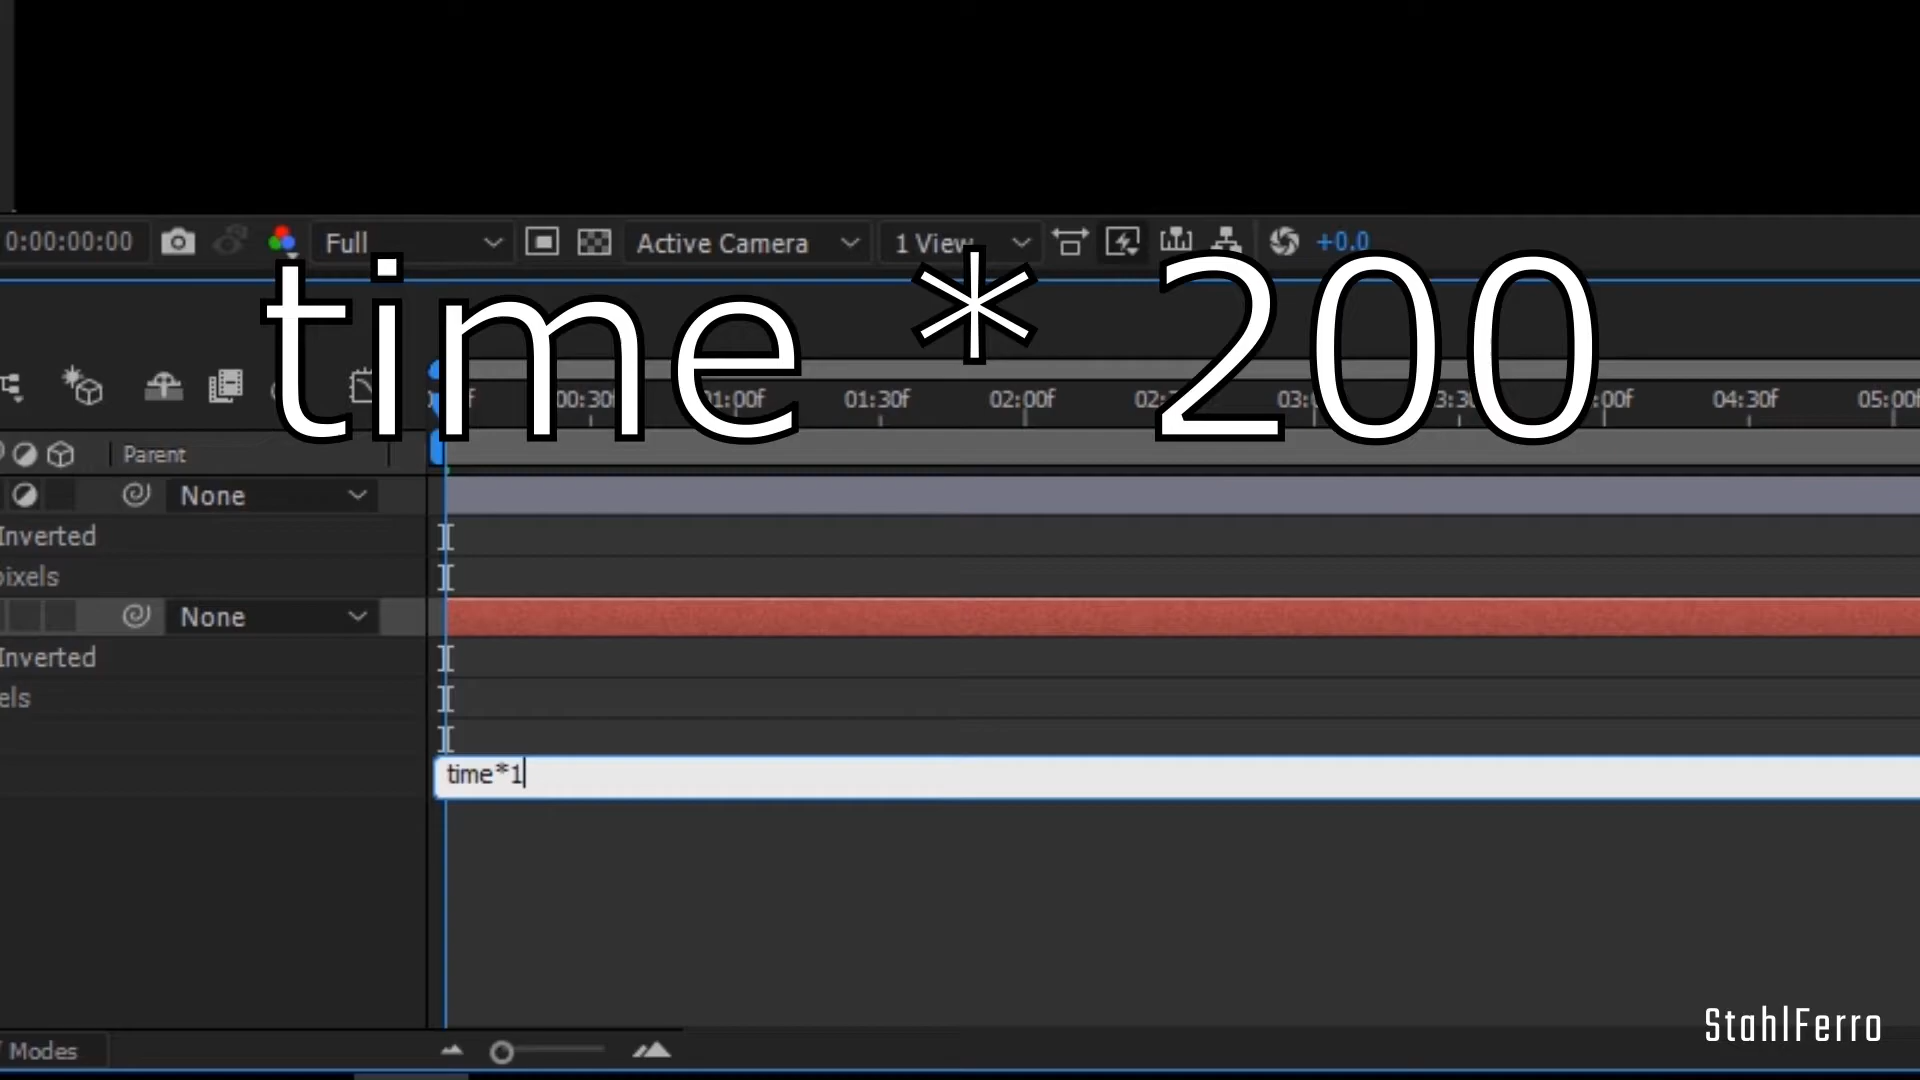 0:00:00:00 Full Active Camera 1 View +0.0
time * 200
00:30f 01:00f 01:30f 02:00f 04:30f 05:00f
Parent
None
Inverted
pixels
None
Inverted
els
time*1
StahlFerro
Modes